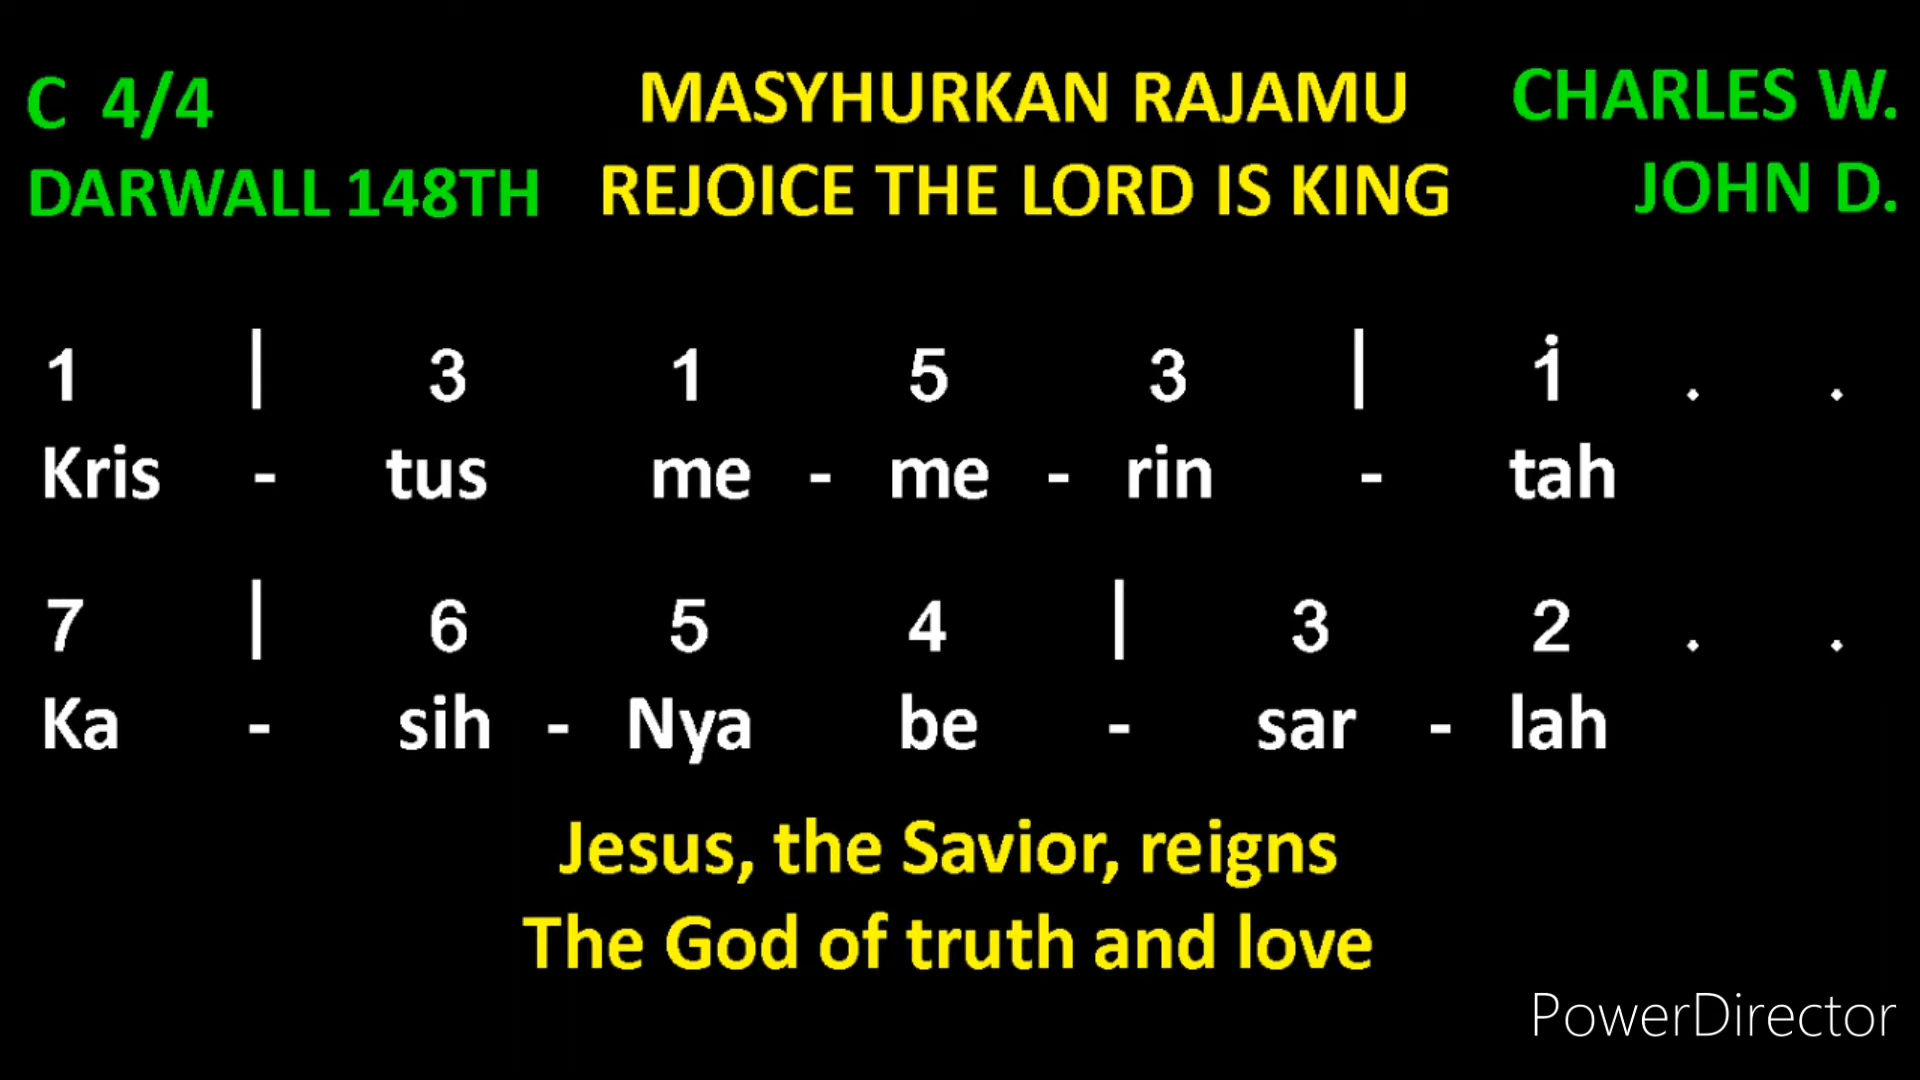 C 4/4 MASYHURKAN RAJAMU CHARLES W.
DARWALL 148TH REJOICE THE LORD IS KING JOHN D.
1 | 3 1 5 3 | 1̇ . .
Kris - tus me - me - rin - tah
7 | 6 5 4 | 3 2 . .
Ka - sih - Nya be - sar - lah
Jesus, the Savior, reigns
The God of truth and love
PowerDirector